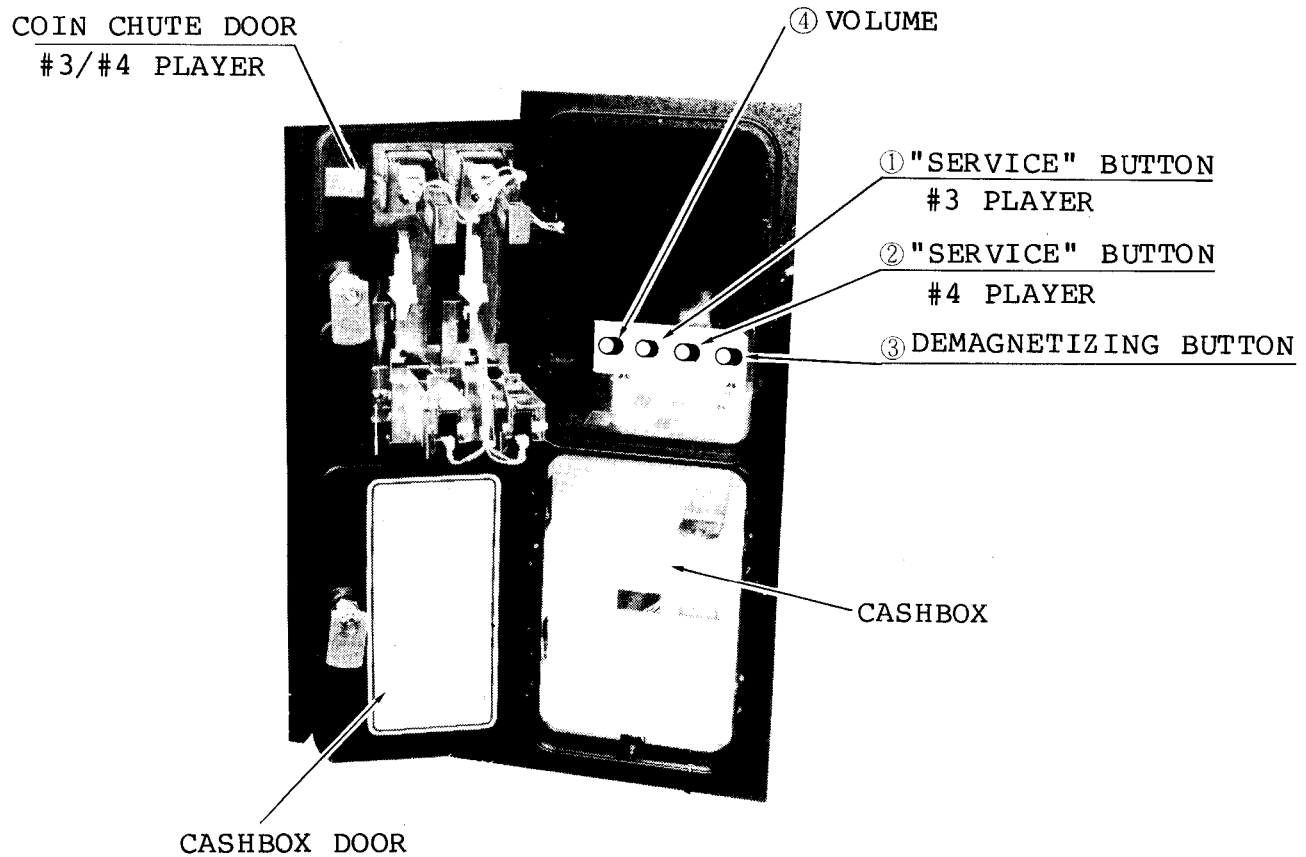 COIN CHUTE DOOR
#3/#4 PLAYER
④ VOLUME
① "SERVICE" BUTTON
#3 PLAYER
② "SERVICE" BUTTON
#4 PLAYER
③ DEMAGNETIZING BUTTON
CASHBOX
CASHBOX DOOR